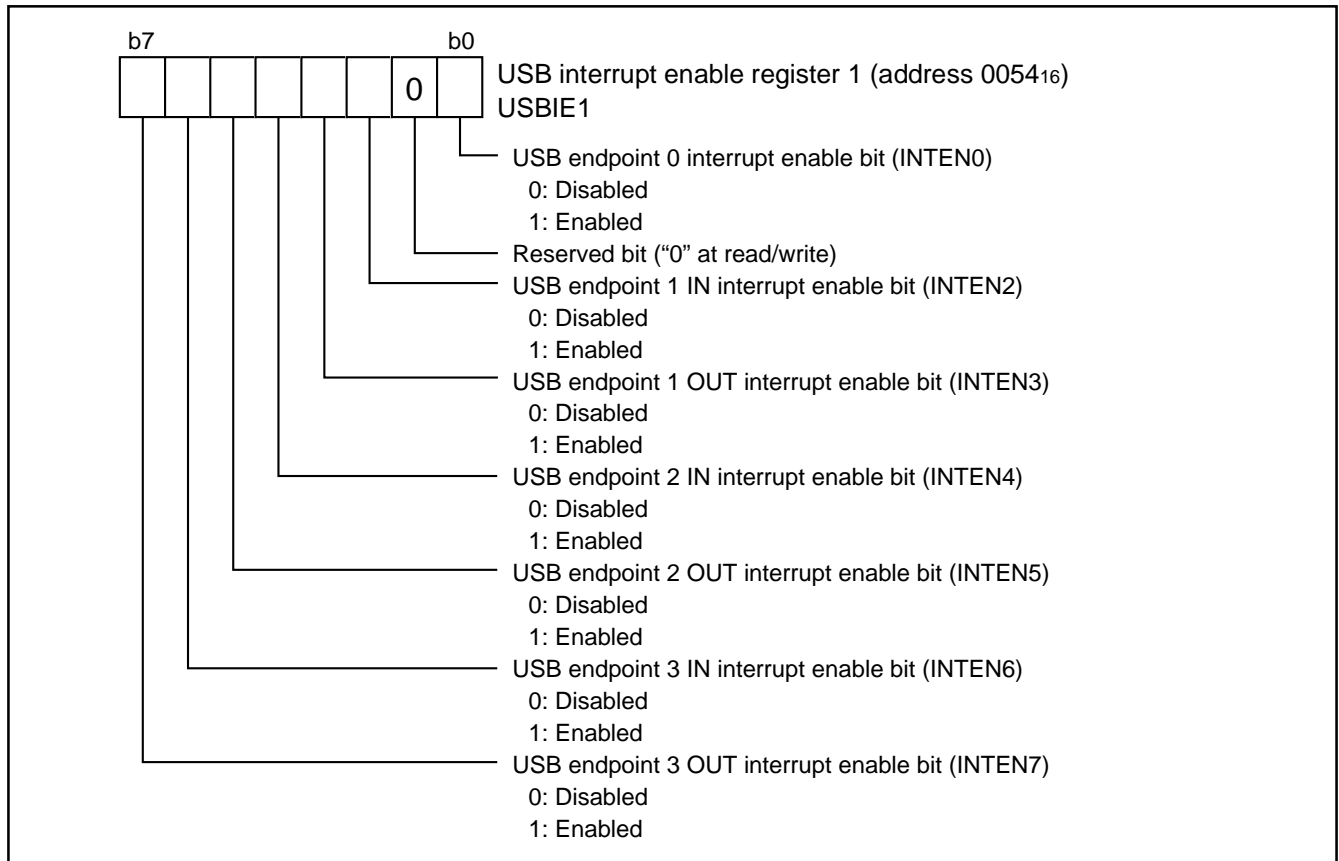 b7 b0
0
USB interrupt enable register 1 (address 005416)
USBIE1
USB endpoint 0 interrupt enable bit (INTEN0)
0: Disabled
1: Enabled
Reserved bit (“0” at read/write)
USB endpoint 1 IN interrupt enable bit (INTEN2)
0: Disabled
1: Enabled
USB endpoint 1 OUT interrupt enable bit (INTEN3)
0: Disabled
1: Enabled
USB endpoint 2 IN interrupt enable bit (INTEN4)
0: Disabled
1: Enabled
USB endpoint 2 OUT interrupt enable bit (INTEN5)
0: Disabled
1: Enabled
USB endpoint 3 IN interrupt enable bit (INTEN6)
0: Disabled
1: Enabled
USB endpoint 3 OUT interrupt enable bit (INTEN7)
0: Disabled
1: Enabled